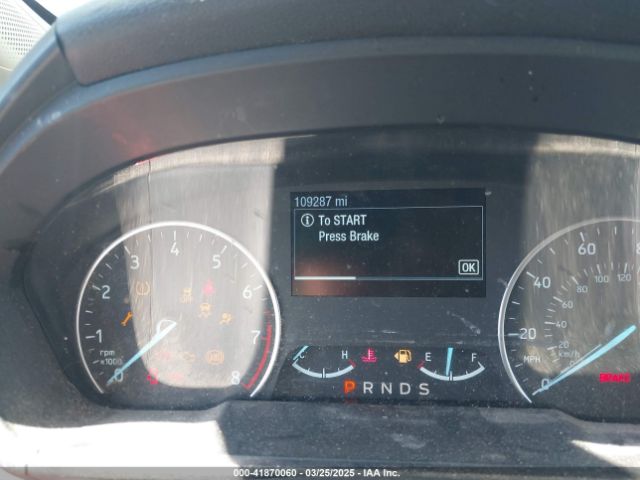 109287 mi
To START
Press Brake
OK
0 1 2 3 4 5 6 7 8
rpm
x1000
C H E F
P R N D S
0 20 40 60
20 40 60 80 100 120
MPH
km/h
BRAKE
000-41870060 - 03/25/2025 - IAA Inc.